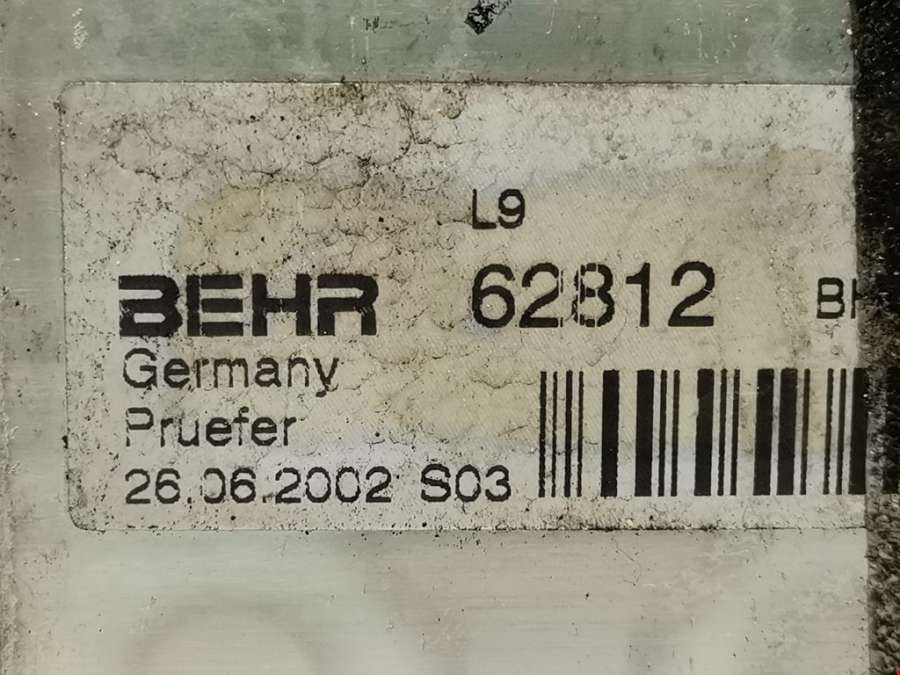 L9
BEHR 62812
Germany
Pruefer
26.06.2002 S03